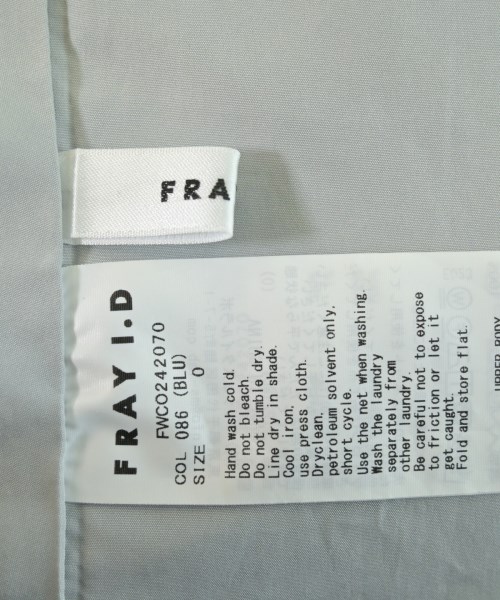 FRA
FRAY I.D
FWCO242070
COL 086 (BLU)
SIZE 0
Hand wash cold.
Do not bleach.
Do not tumble dry.
Line dry in shade.
Cool iron,
use press cloth.
Dryclean,
petroleum solvent only.
short cycle.
Use the net when washing.
Wash the laundry
separately from
other laundry.
Be careful not to expose
to friction or let it
get caught.
Fold and store flat.